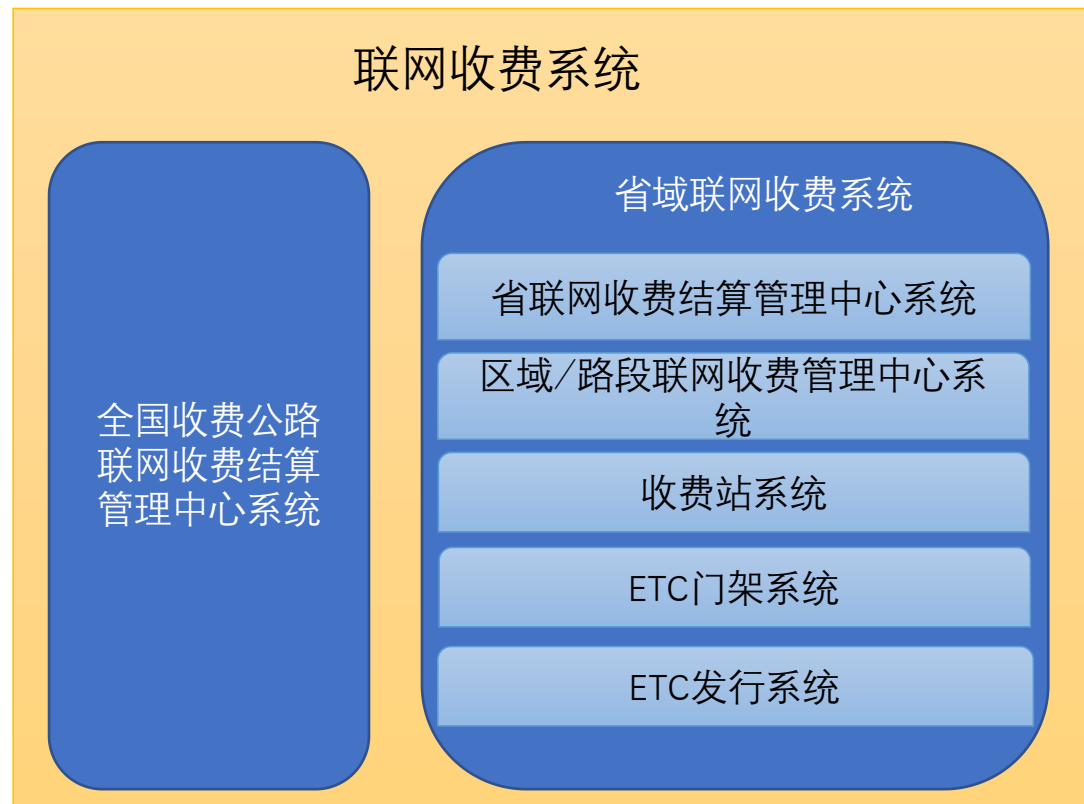 联网收费系统
全国收费公路
联网收费结算
管理中心系统
省域联网收费系统
省联网收费结算管理中心系统
区域/路段联网收费管理中心系
统
收费站系统
ETC门架系统
ETC发行系统